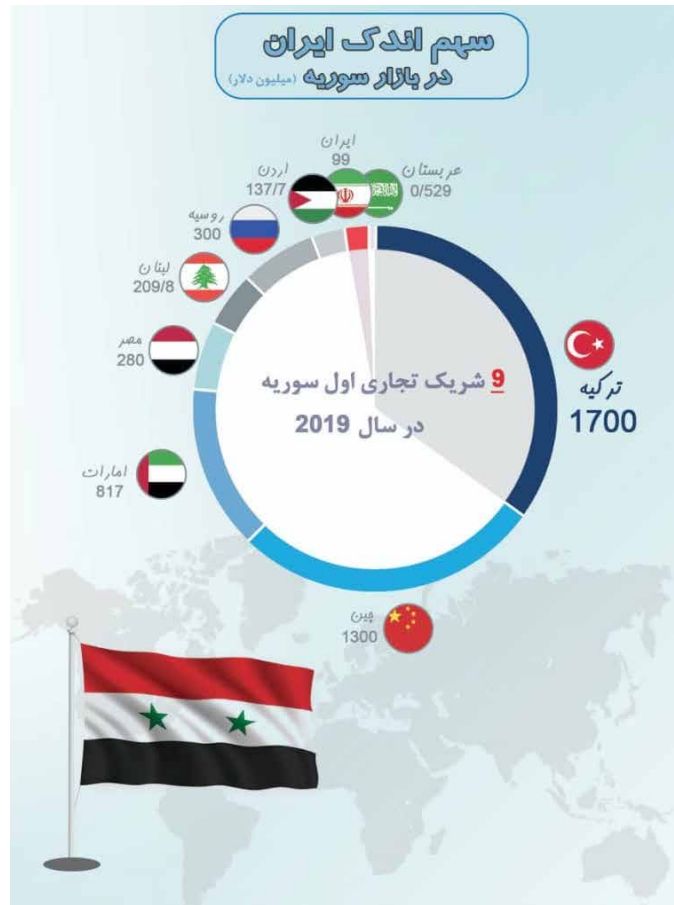 سهم اندک ایران
در بازار سوریه (میلیون دلار)
ایران
99
عربستان
0/529
اردن
137/7
روسیه
300
لبنان
209/8
مصر
280
امارات
817
ترکیه
1700
9 شریک تجاری اول سوریه
در سال 2019
چین
1300